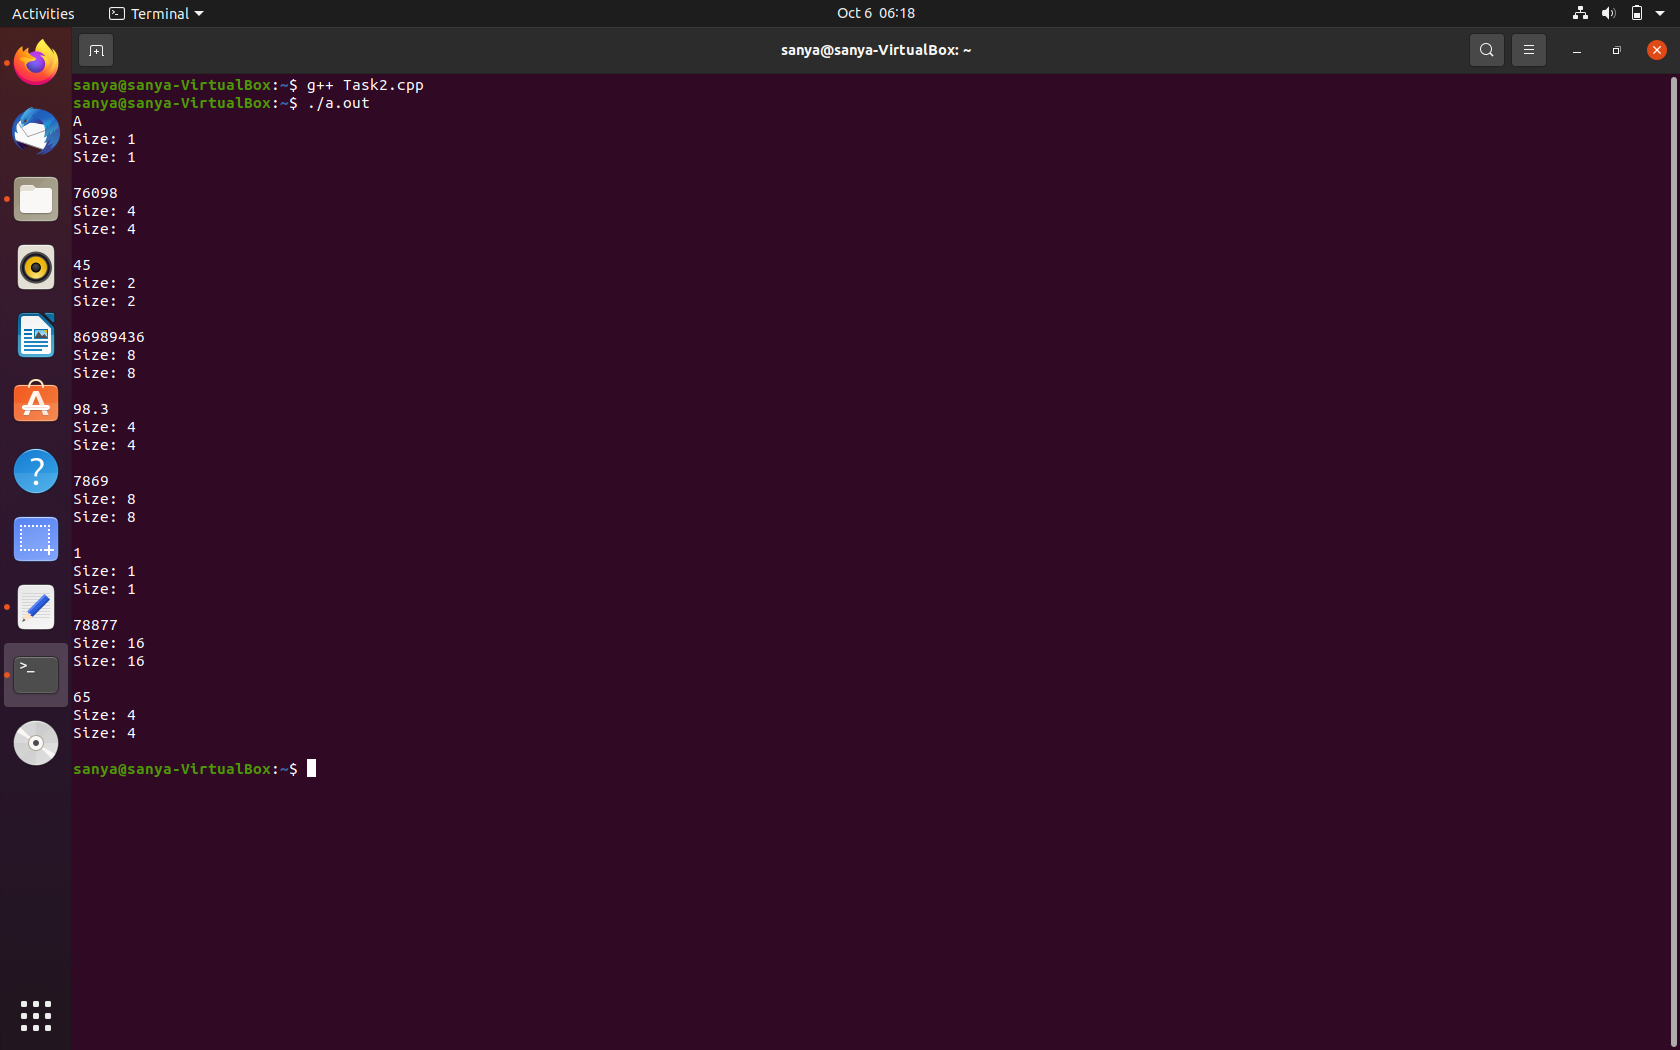 Activities
Terminal
Oct 6 06:18
sanya@sanya-VirtualBox: ~
sanya@sanya-VirtualBox:~$ g++ Task2.cpp
sanya@sanya-VirtualBox:~$ ./a.out
A
Size: 1
Size: 1
76098
Size: 4
Size: 4
45
Size: 2
Size: 2
86989436
Size: 8
Size: 8
98.3
Size: 4
Size: 4
7869
Size: 8
Size: 8
1
Size: 1
Size: 1
78877
Size: 16
Size: 16
65
Size: 4
Size: 4
sanya@sanya-VirtualBox:~$